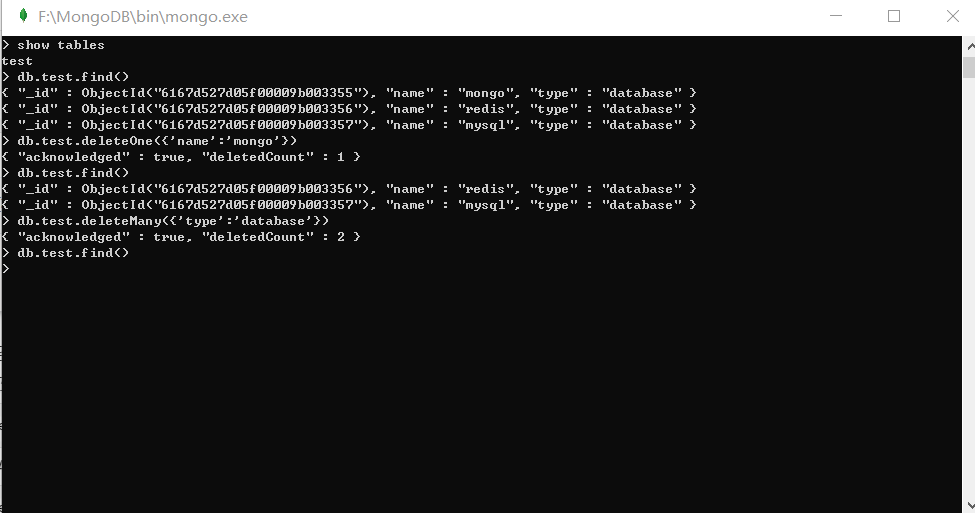 F:\MongoDB\bin\mongo.exe
> show tables
test
> db.test.find()
{ "_id" : ObjectId("6167d527d05f00009b003355"), "name" : "mongo", "type" : "database" }
{ "_id" : ObjectId("6167d527d05f00009b003356"), "name" : "redis", "type" : "database" }
{ "_id" : ObjectId("6167d527d05f00009b003357"), "name" : "mysql", "type" : "database" }
> db.test.deleteOne({'name':'mongo'})
{ "acknowledged" : true, "deletedCount" : 1 }
> db.test.find()
{ "_id" : ObjectId("6167d527d05f00009b003356"), "name" : "redis", "type" : "database" }
{ "_id" : ObjectId("6167d527d05f00009b003357"), "name" : "mysql", "type" : "database" }
> db.test.deleteMany({'type':'database'})
{ "acknowledged" : true, "deletedCount" : 2 }
> db.test.find()
>